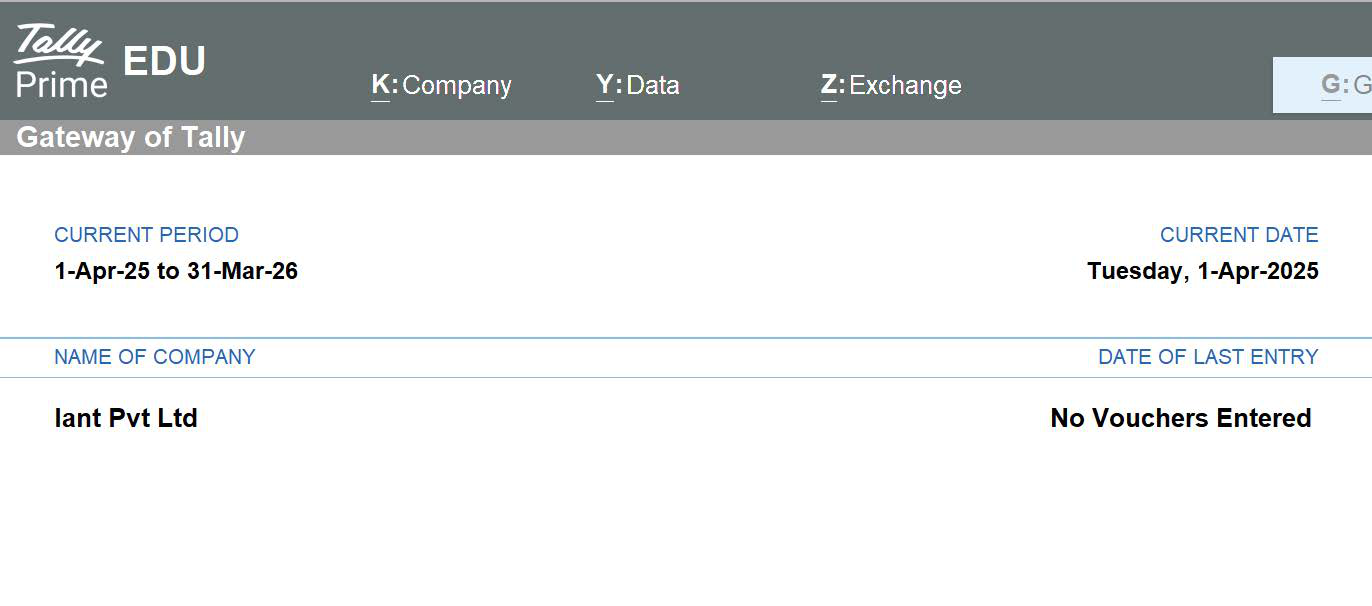 Tally
Prime EDU
K: Company Y: Data Z: Exchange G: G
Gateway of Tally
CURRENT PERIOD CURRENT DATE
1-Apr-25 to 31-Mar-26 Tuesday, 1-Apr-2025
NAME OF COMPANY DATE OF LAST ENTRY
Iant Pvt Ltd No Vouchers Entered